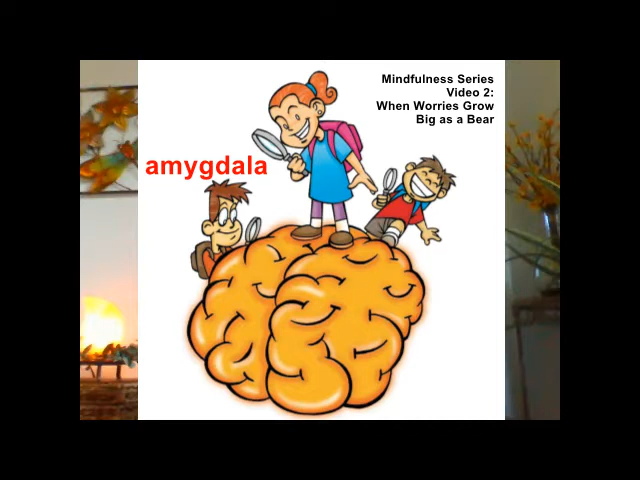 Mindfulness Series
Video 2:
When Worries Grow
Big as a Bear
amygdala